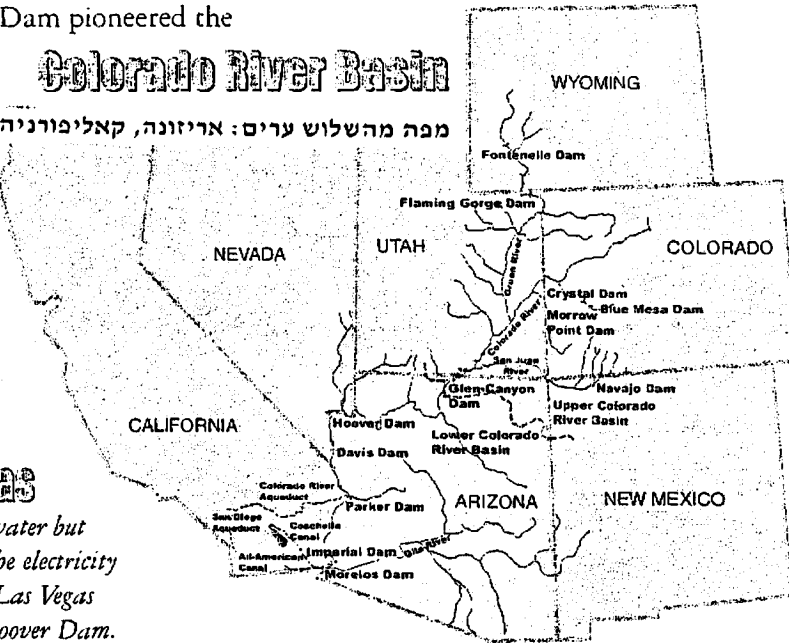 Dam pioneered the
Colorado River Basin
מפה מהשלוש ערים: אריזונה, קאליפורניה
WYOMING
Fontenelle Dam
Flaming Gorge Dam
NEVADA
UTAH
COLORADO
Green River
Crystal Dam
Blue Mesa Dam
Morrow
Point Dam
Colorado River
San Juan
River
Glen Canyon
Dam
Navajo Dam
Upper Colorado
River Basin
CALIFORNIA
Hoover Dam
Lower Colorado
River Basin
Davis Dam
Colorado River
Aqueduct
Parker Dam
ARIZONA
NEW MEXICO
San Diego
Aqueduct
Coachella
Canal
All-American
Canal
Imperial Dam
Gila River
Morelos Dam
as
water but
be electricity
Las Vegas
oover Dam.